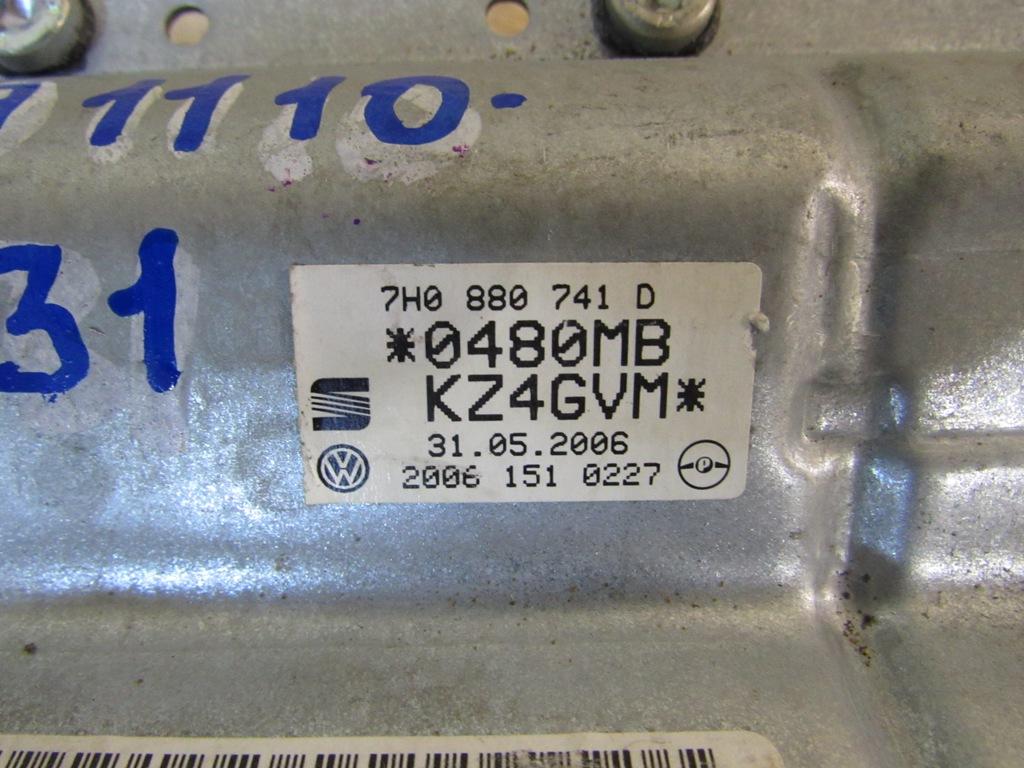 1110.
31
7H0 880 741 D
*0480MB
KZ4GVM*
31.05.2006
2006 151 0227